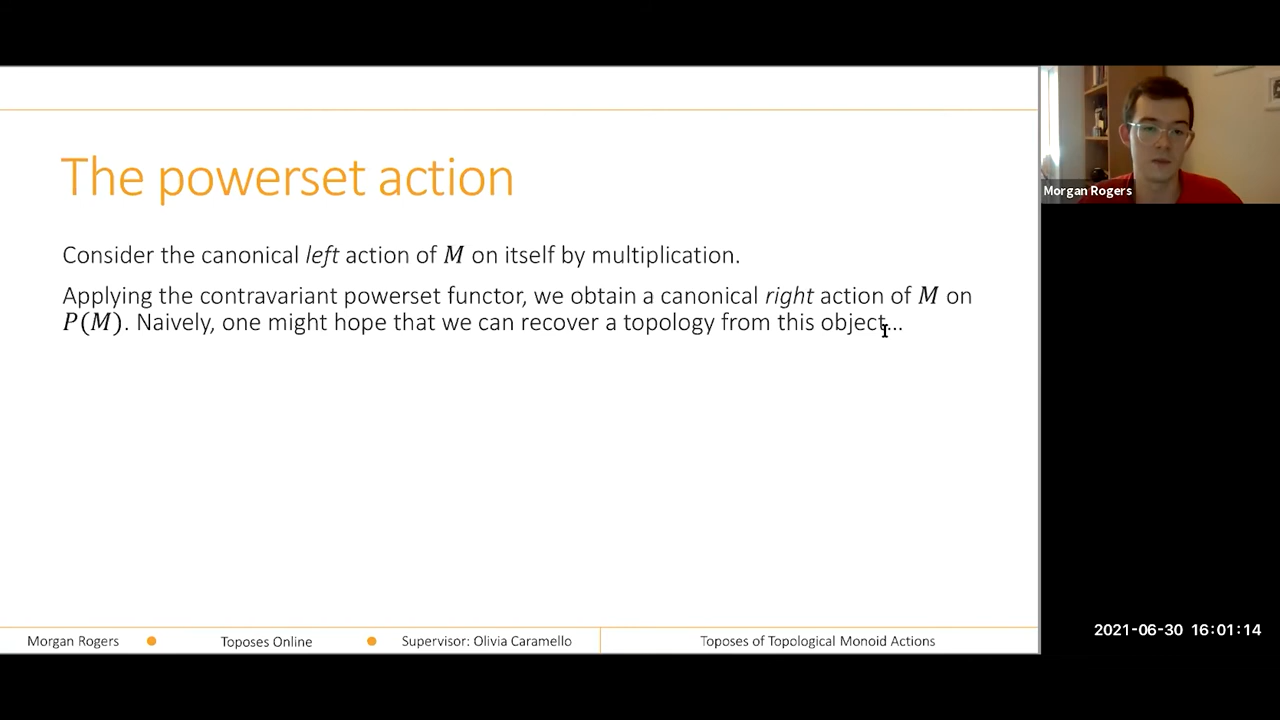 The powerset action
Consider the canonical left action of M on itself by multiplication.
Applying the contravariant powerset functor, we obtain a canonical right action of M on
P(M). Naively, one might hope that we can recover a topology from this object...
Morgan Rogers
Morgan Rogers
Toposes Online
Supervisor: Olivia Caramello
Toposes of Topological Monoid Actions
2021-06-30 16:01:14